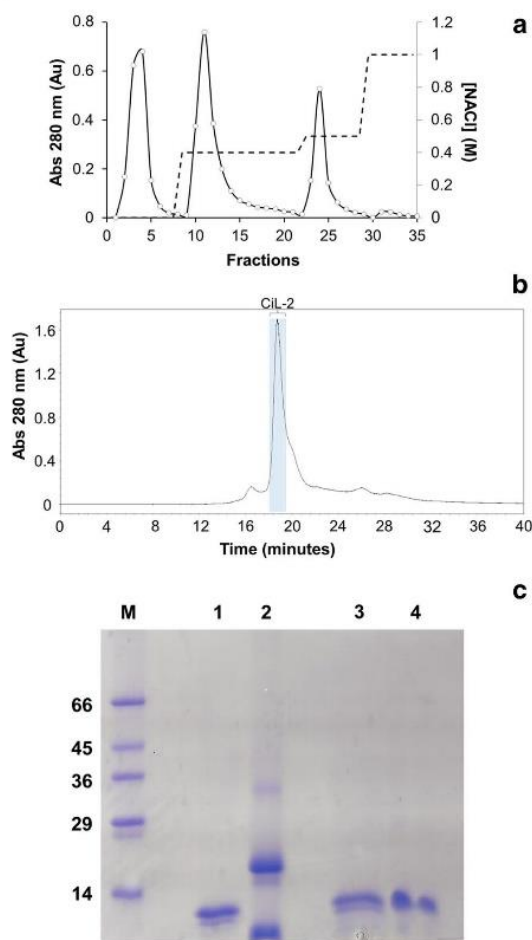 a
0.8
0.6
0.4
0.2
0
Abs 280 nm (Au)
1.2
1
0.8
0.6
0.4
0.2
0
[NACl] (M)
0 5 10 15 20 25 30 35
Fractions
b
CiL-2
1.6
1.2
0.8
0.4
0
Abs 280 nm (Au)
0 4 8 12 16 20 24 28 32 36 40
Time (minutes)
c
M 1 2 3 4
66
45
36
29
14